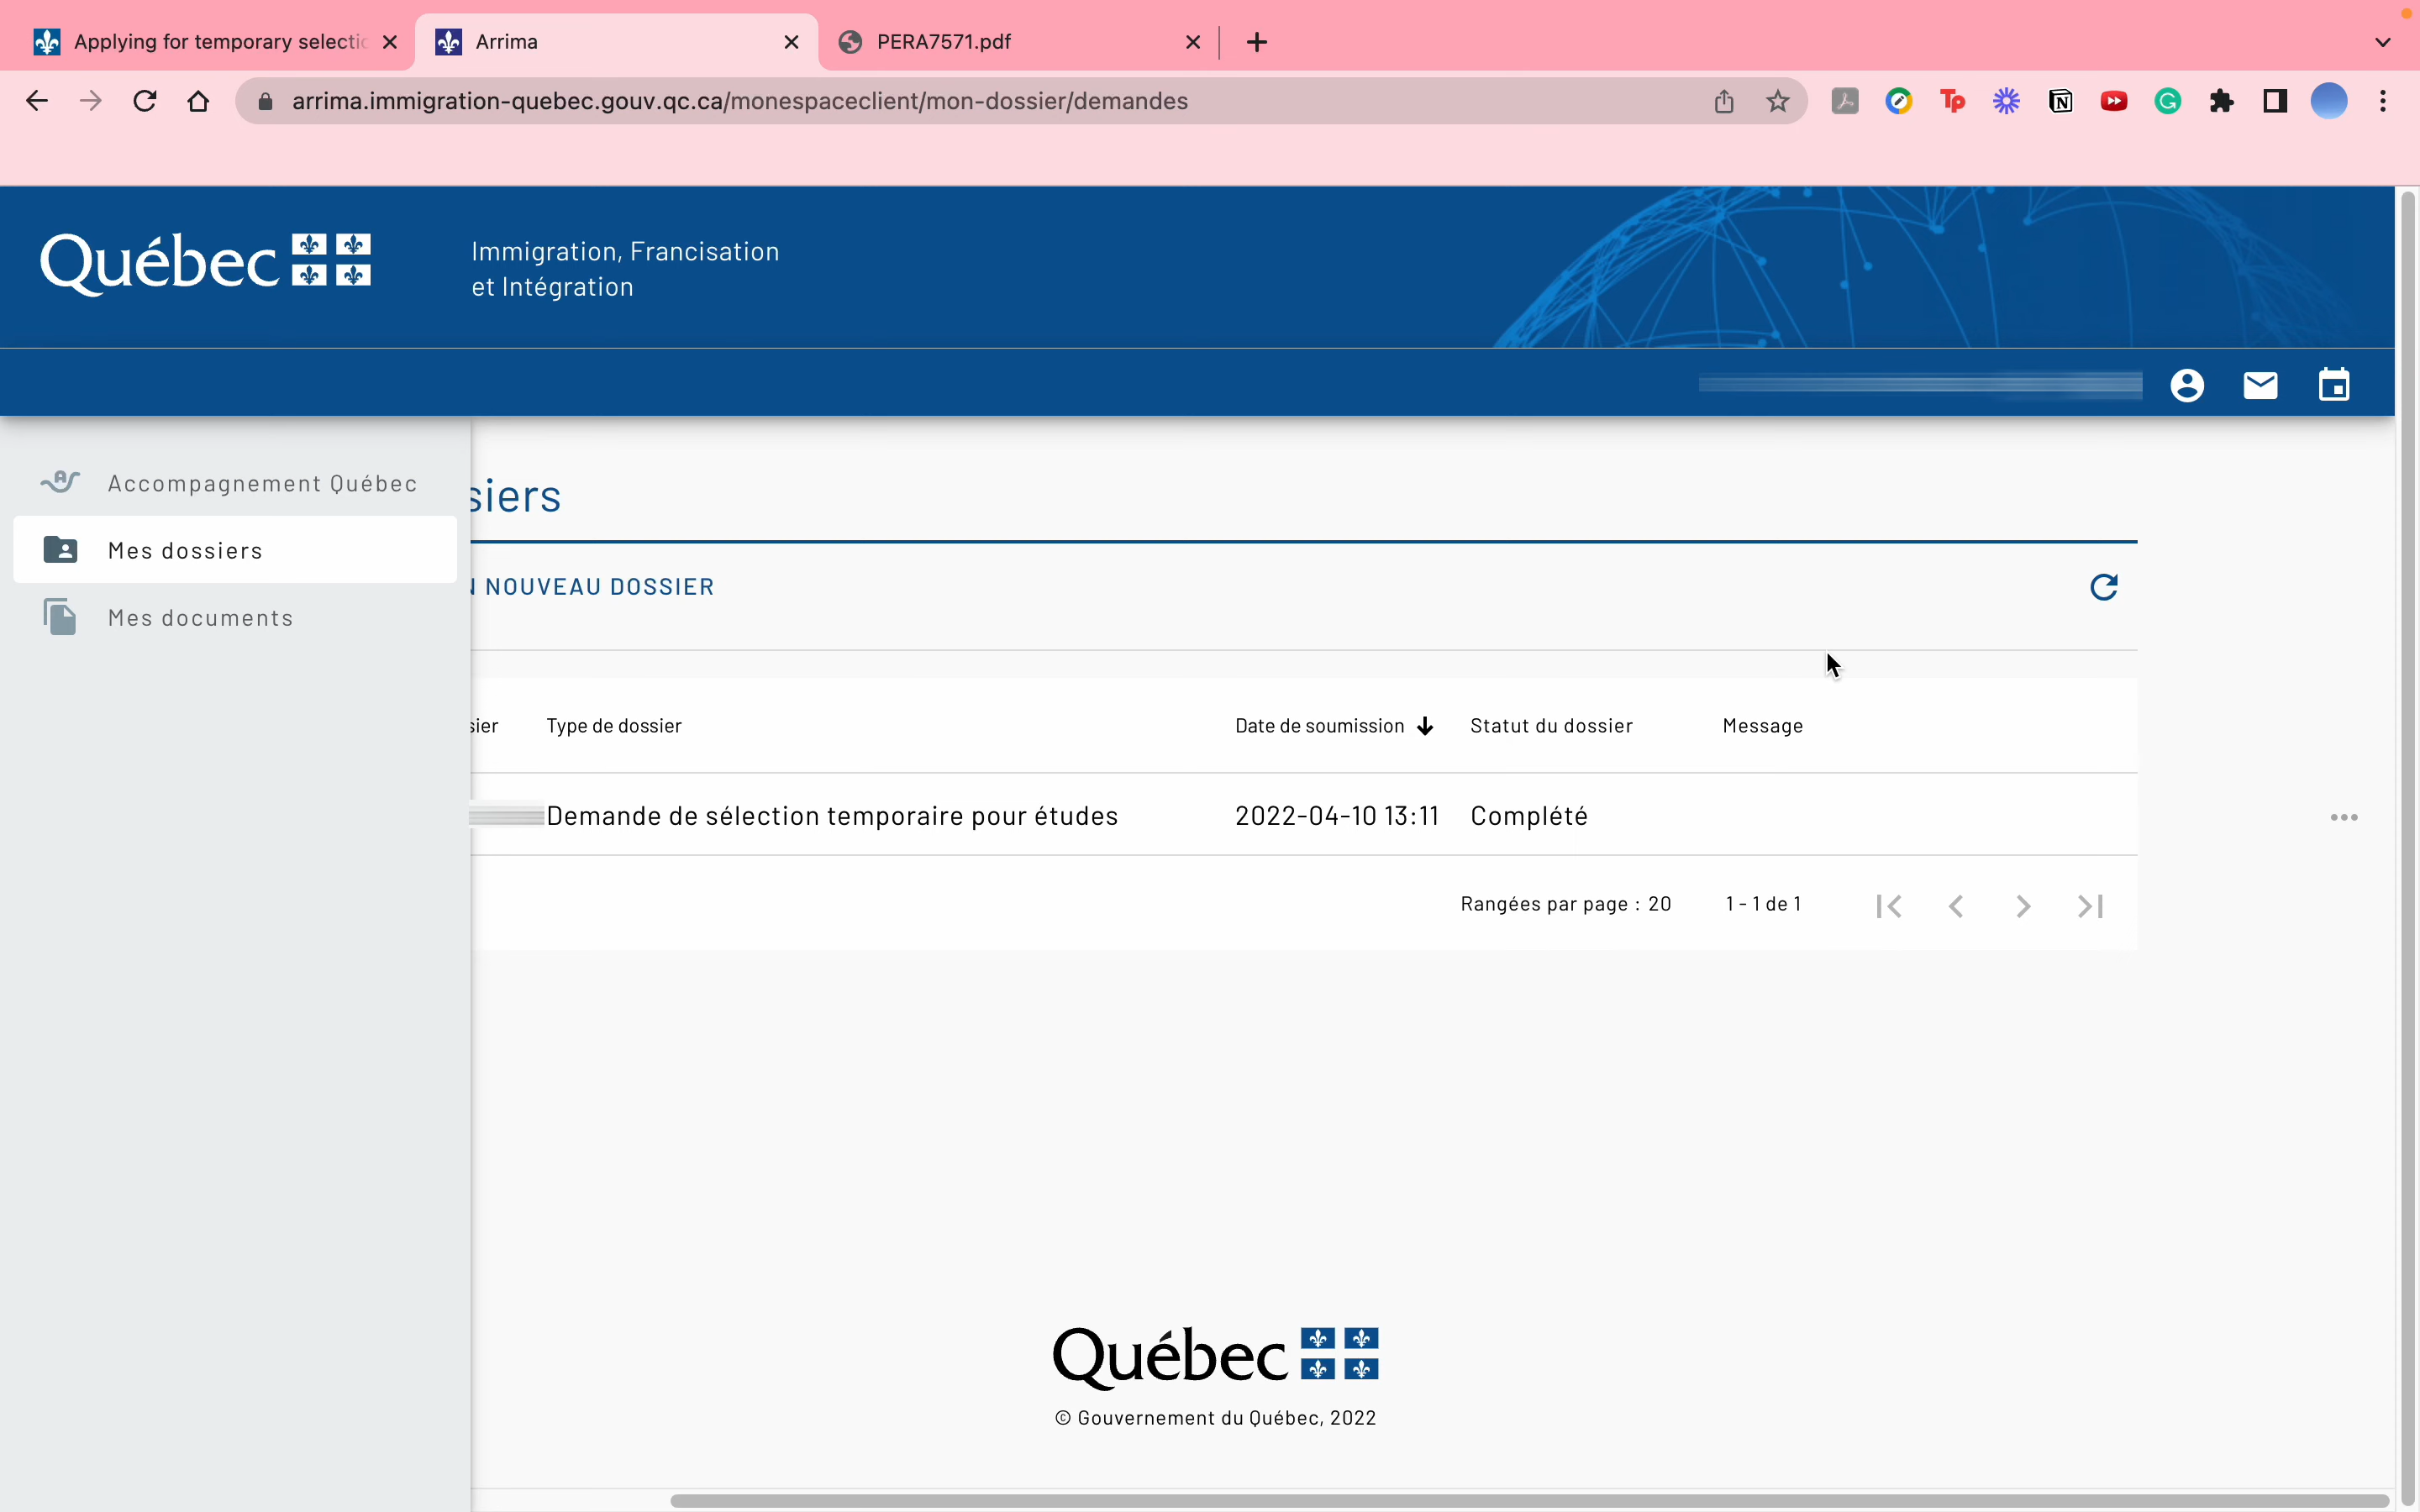 Applying for temporary selectio
Arrima
PERA7571.pdf
arrima.immigration-quebec.gouv.qc.ca/monespaceclient/mon-dossier/demandes
Tp
Québec
Immigration, Francisation
et Intégration
Accompagnement Québec
Mes dossiers
Mes documents
siers
NOUVEAU DOSSIER
sier
Type de dossier
Date de soumission
Statut du dossier
Message
Demande de sélection temporaire pour études
2022-04-10 13:11
Complété
Rangées par page : 20
1 - 1 de 1
Québec
© Gouvernement du Québec, 2022